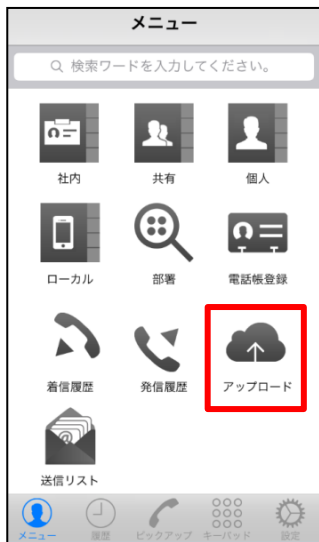 メニュー
検索ワードを入力してください。
社内
共有
個人
ローカル
部署
電話帳登録
着信履歴
発信履歴
アップロード
@
送信リスト
メニュー
履歴
ピックアップ
キーパッド
設定